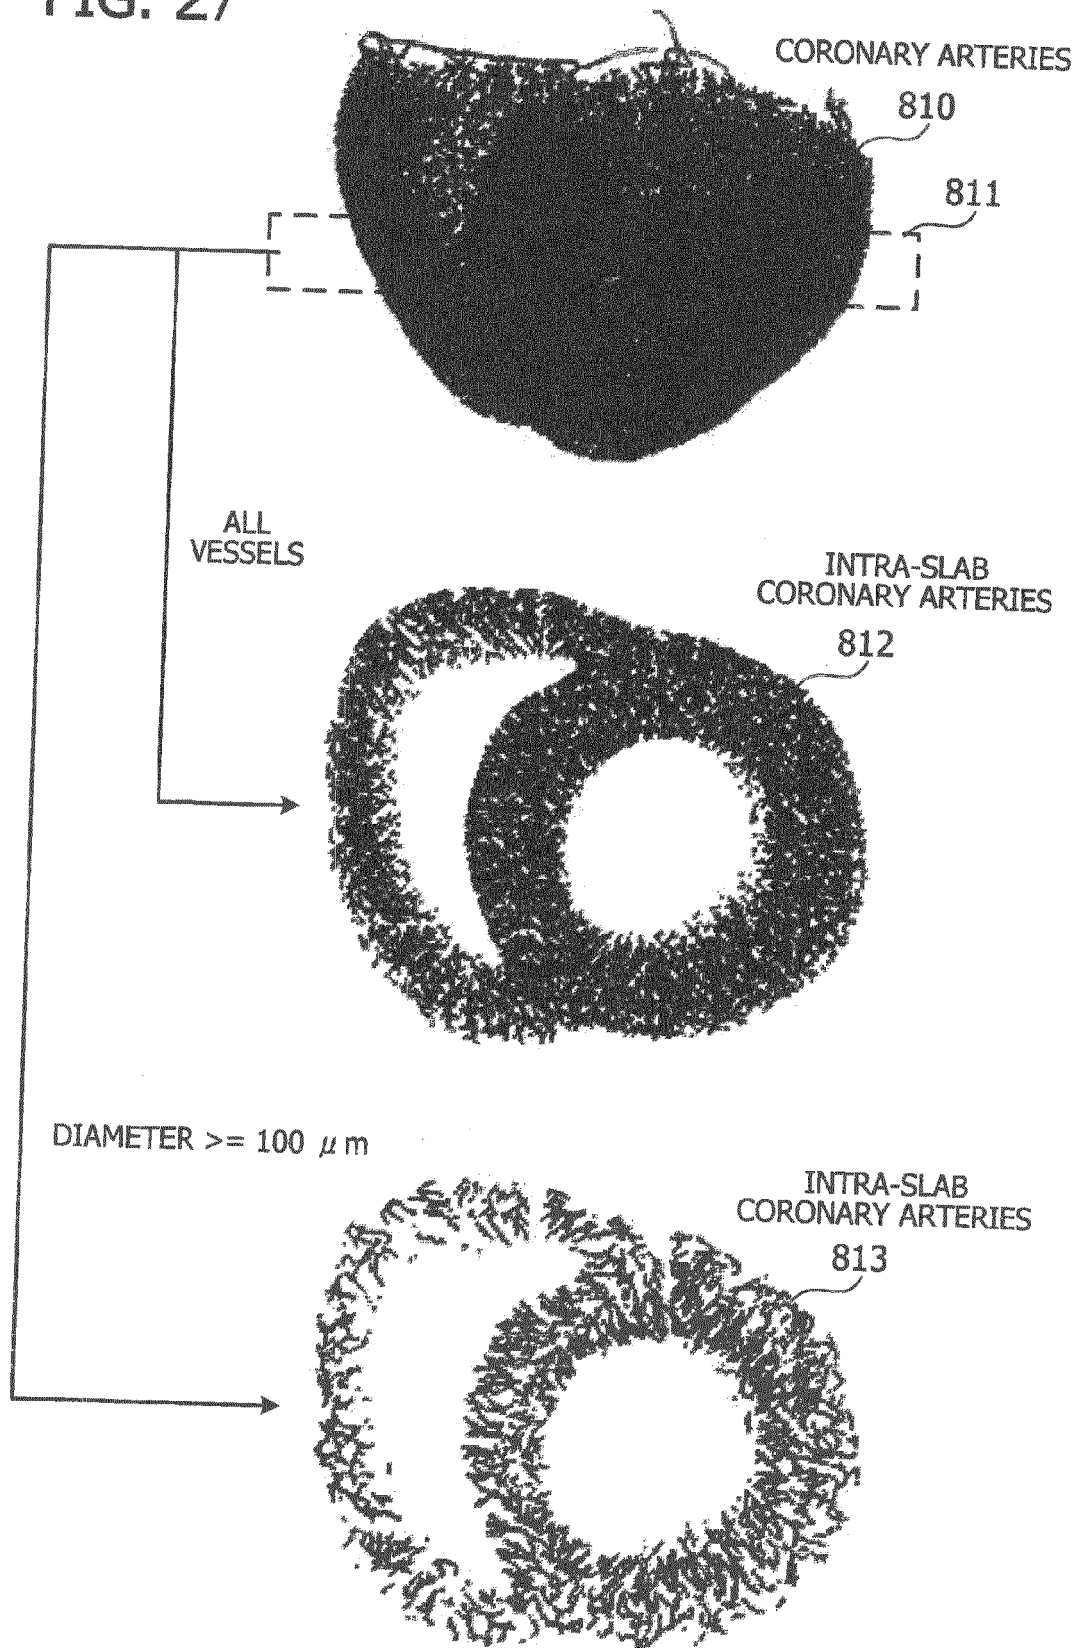 FIG. 27
CORONARY ARTERIES
810
811
ALL
VESSELS
INTRA-SLAB
CORONARY ARTERIES
812
DIAMETER >= 100 μm
INTRA-SLAB
CORONARY ARTERIES
813